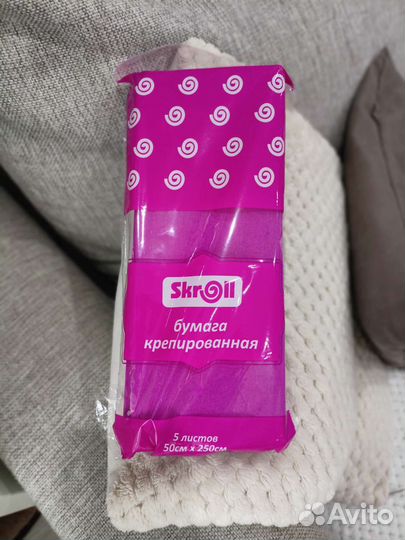 Skroll
бумага
крепированная
5 листов
50см x 250см
Avito